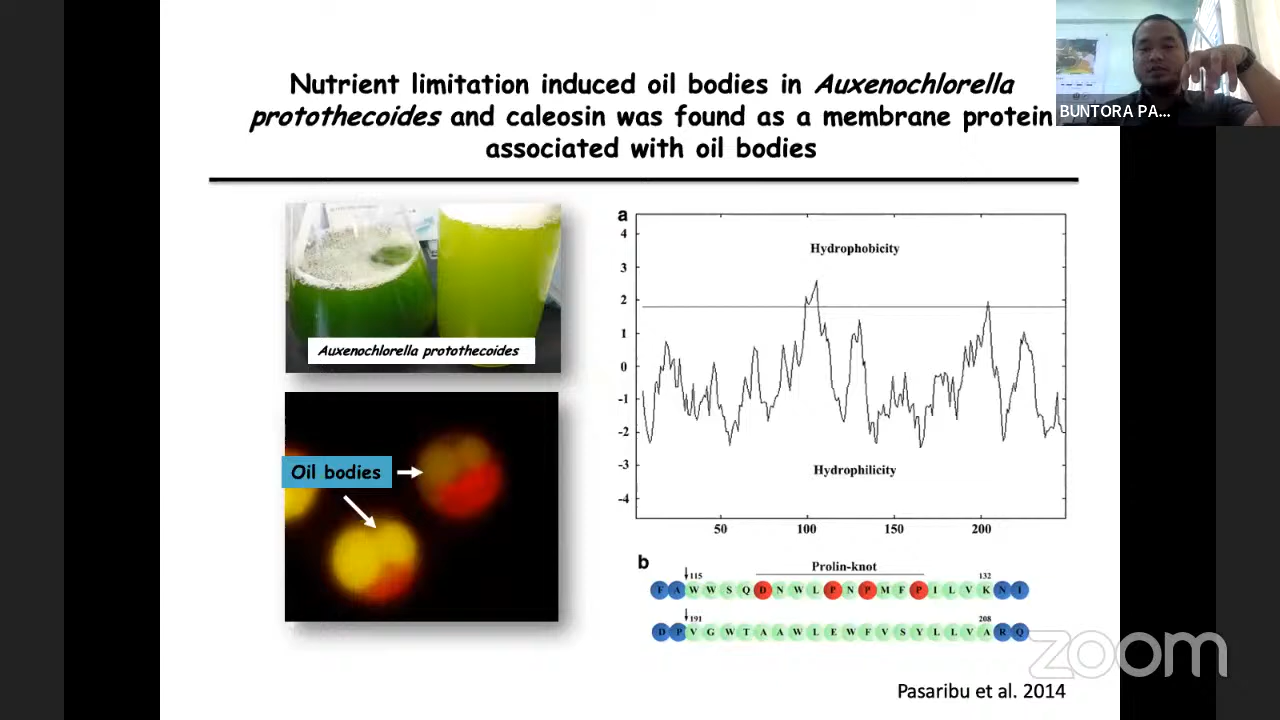 Nutrient limitation induced oil bodies in Auxenochlorella
protothecoides and caleosin was found as a membrane protein
associated with oil bodies
BUNTORA PA...
Auxenochlorella protothecoides
Oil bodies
a
4
Hydrophobicity
3
2
1
0
-1
-2
-3
Hydrophilicity
-4
50 100 150 200
b
Prolin-knot
115 132
F A W W S Q D N W L P N P M F P I L V K N I
191 208
D P V G W T A A W L E W F V S Y L L V A R Q
zoom
Pasaribu et al. 2014